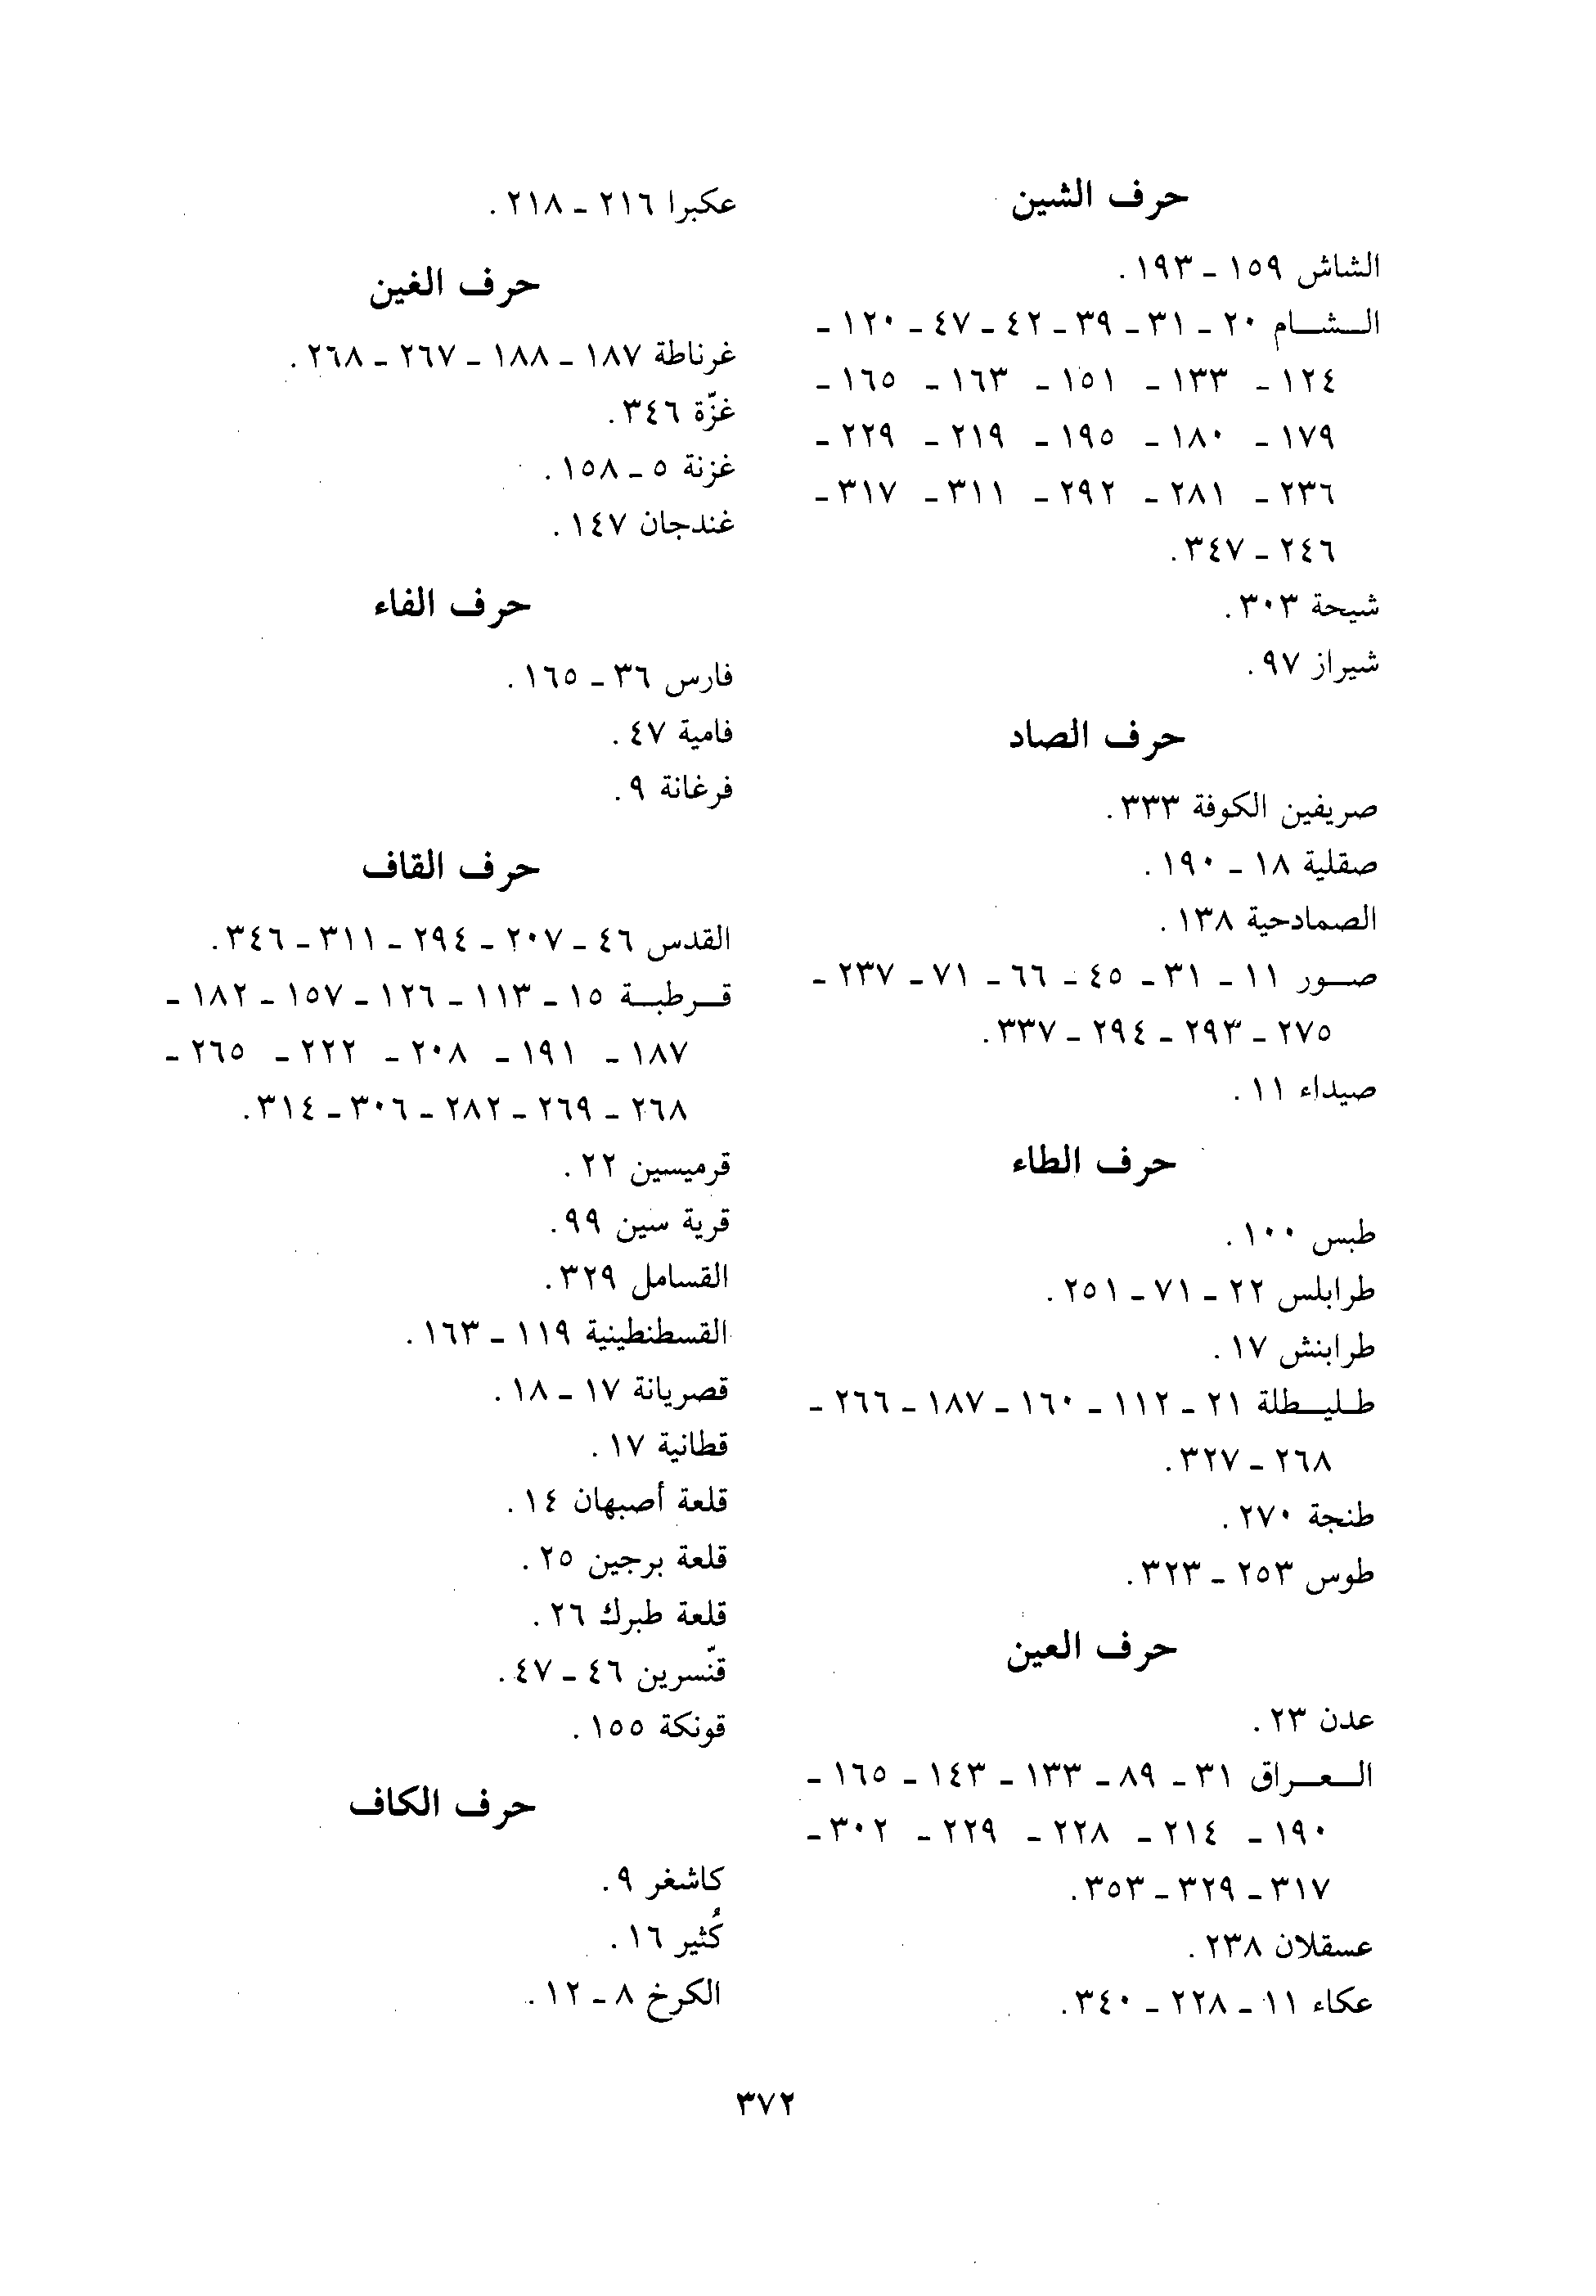 حرف الشين
الشاش ١٥٩ - ١٩٣.
الشام ٢٠ - ٣١ - ٣٩ - ٤٢ - ٤٧ - ١٢٠ -
١٢٤ - ١٣٣ - ١٥١ - ١٦٣ - ١٦٥ -
١٧٩ - ١٨٠ - ١٩٥ - ٢١٩ - ٢٢٩ -
٢٣٦ - ٢٨١ - ٢٩٢ - ٣١١ - ٣١٧ -
٢٤٦ - ٣٤٧.
شيحة ٣٠٣.
شيراز ٩٧.
حرف الصاد
صريفين الكوفة ٣٣٣.
صقلية ١٨ - ١٩٠.
الصمادحية ١٣٨.
صور ١١ - ٣١ - ٤٥ - ٦٦ - ٧١ - ٢٣٧ -
٢٧٥ - ٢٩٣ - ٢٩٤ - ٣٣٧.
صيداء ١١.
حرف الطاء
طبس ١٠٠.
طرابلس ٢٢ - ٧١ - ٢٥١.
طرابنش ١٧.
طليطلة ٢١ - ١١٢ - ١٦٠ - ١٨٧ - ٢٦٦ -
٢٦٨ - ٣٢٧.
طنجة ٢٧٠.
طوس ٢٥٣ - ٣٢٣.
حرف العين
عدن ٢٣.
العراق ٣١ - ٨٩ - ١٣٣ - ١٤٣ - ١٦٥ -
١٩٠ - ٢١٤ - ٢٢٨ - ٢٢٩ - ٣٠٢ -
٣١٧ - ٣٢٩ - ٣٥٣.
عسقلان ٢٣٨.
عكاء ١١ - ٢٢٨ - ٣٤٠.
عكبرا ٢١٦ - ٢١٨.
حرف الغين
غرناطة ١٨٧ - ١٨٨ - ٢٦٧ - ٢٦٨.
غزّة ٣٤٦.
غزنة ٥ - ١٥٨.
غندجان ١٤٧.
حرف الفاء
فارس ٣٦ - ١٦٥.
فامية ٤٧.
فرغانة ٩.
حرف القاف
القدس ٤٦ - ٢٠٧ - ٢٩٤ - ٣١١ - ٣٤٦.
قرطبة ١٥ - ١١٣ - ١٢٦ - ١٥٧ - ١٨٢ -
١٨٧ - ١٩١ - ٢٠٨ - ٢٢٢ - ٢٦٥ -
٢٦٨ - ٢٦٩ - ٢٨٢ - ٣٠٦ - ٣١٤.
قرميسين ٢٢.
قرية سين ٩٩.
القسامل ٣٢٩.
القسطنطينية ١١٩ - ١٦٣.
قصريانة ١٧ - ١٨.
قطانية ١٧.
قلعة أصبهان ١٤.
قلعة برجين ٢٥.
قلعة طبرك ٢٦.
قنّسرين ٤٦ - ٤٧.
قونكة ١٥٥.
حرف الكاف
كاشغر ٩.
كُثير ١٦.
الكرخ ٨ - ١٢.
٣٧٢